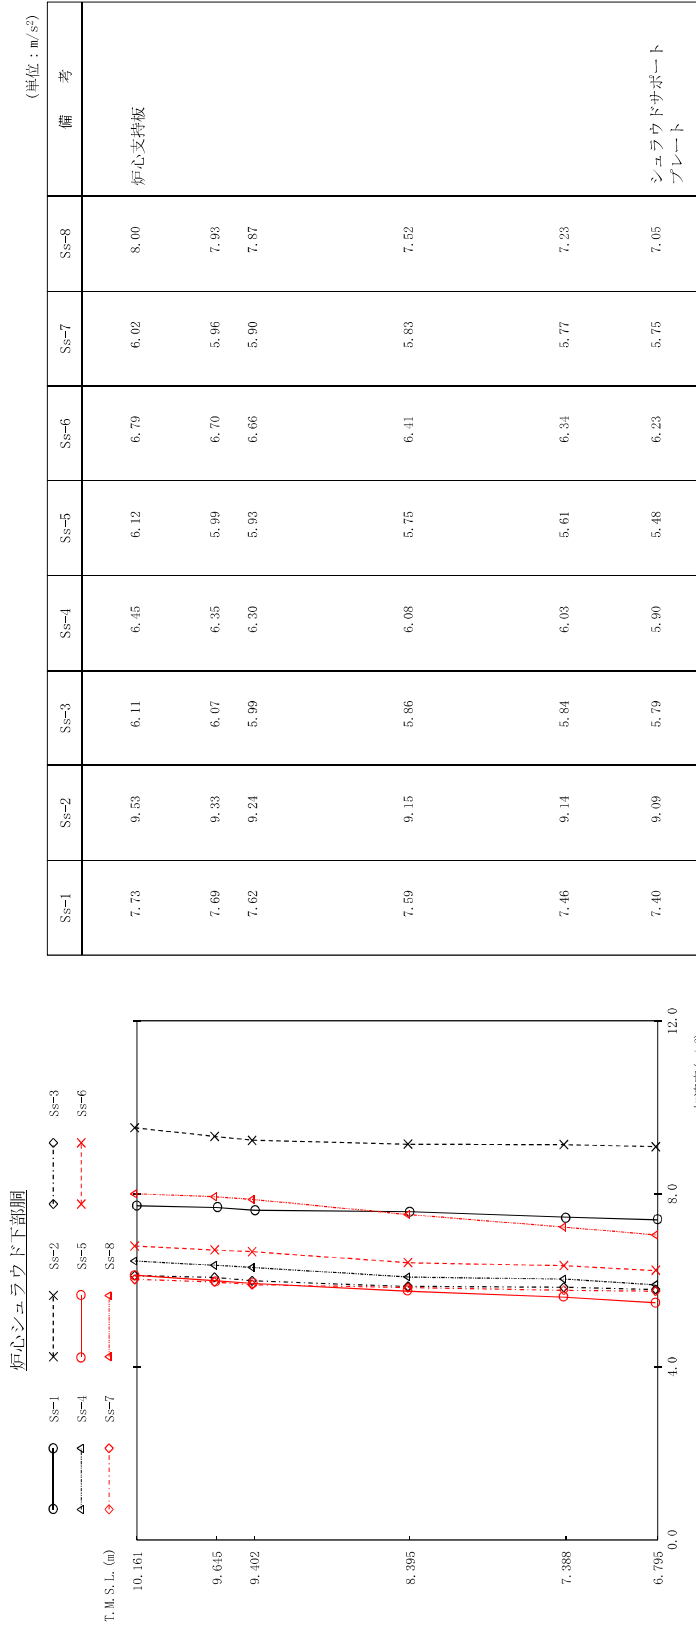 炉心シュラウド下部胴
Ss-1 Ss-2 Ss-3
Ss-4 Ss-5 Ss-6
Ss-7 Ss-8
T.M.S.L.(m)
10.161
9.645
9.402
8.395
7.388
6.795
0.0 4.0 8.0 12.0
(単位：m/s²)
Ss-1 Ss-2 Ss-3 Ss-4 Ss-5 Ss-6 Ss-7 Ss-8 備 考
7.73 9.53 6.11 6.45 6.12 6.79 6.02 8.00 炉心支持板
7.69 9.33 6.07 6.35 5.99 6.70 5.96 7.93
7.62 9.24 5.99 6.30 5.93 6.66 5.90 7.87
7.59 9.15 5.86 6.08 5.75 6.41 5.83 7.52
7.46 9.14 5.84 6.03 5.61 6.34 5.77 7.23
7.40 9.09 5.79 5.90 5.48 6.23 5.75 7.05 シュラウドサポート
プレート